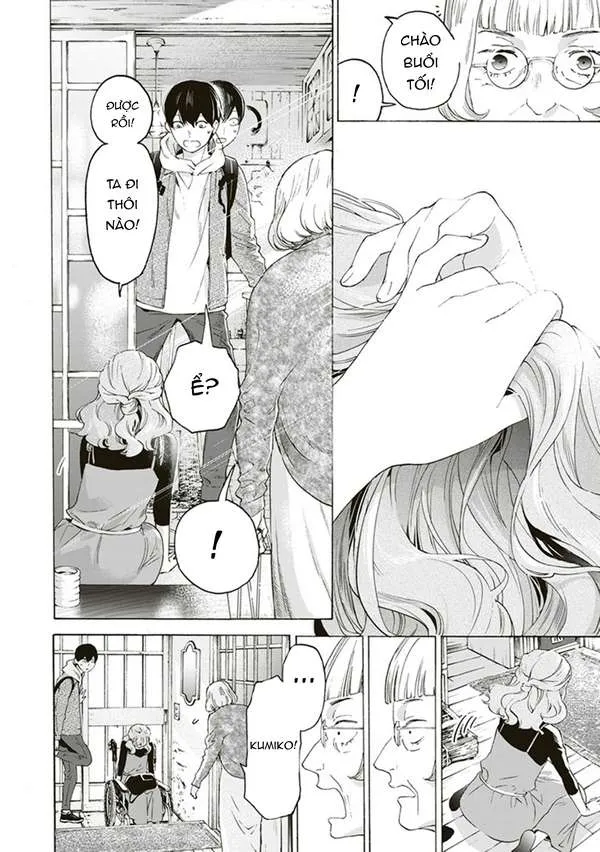 CHÀO
BUỔI
TỐI!
!
ĐƯỢC
RỒI!
TA ĐI
THÔI
NÀO!
Ể?
!
...
KUMIKO!